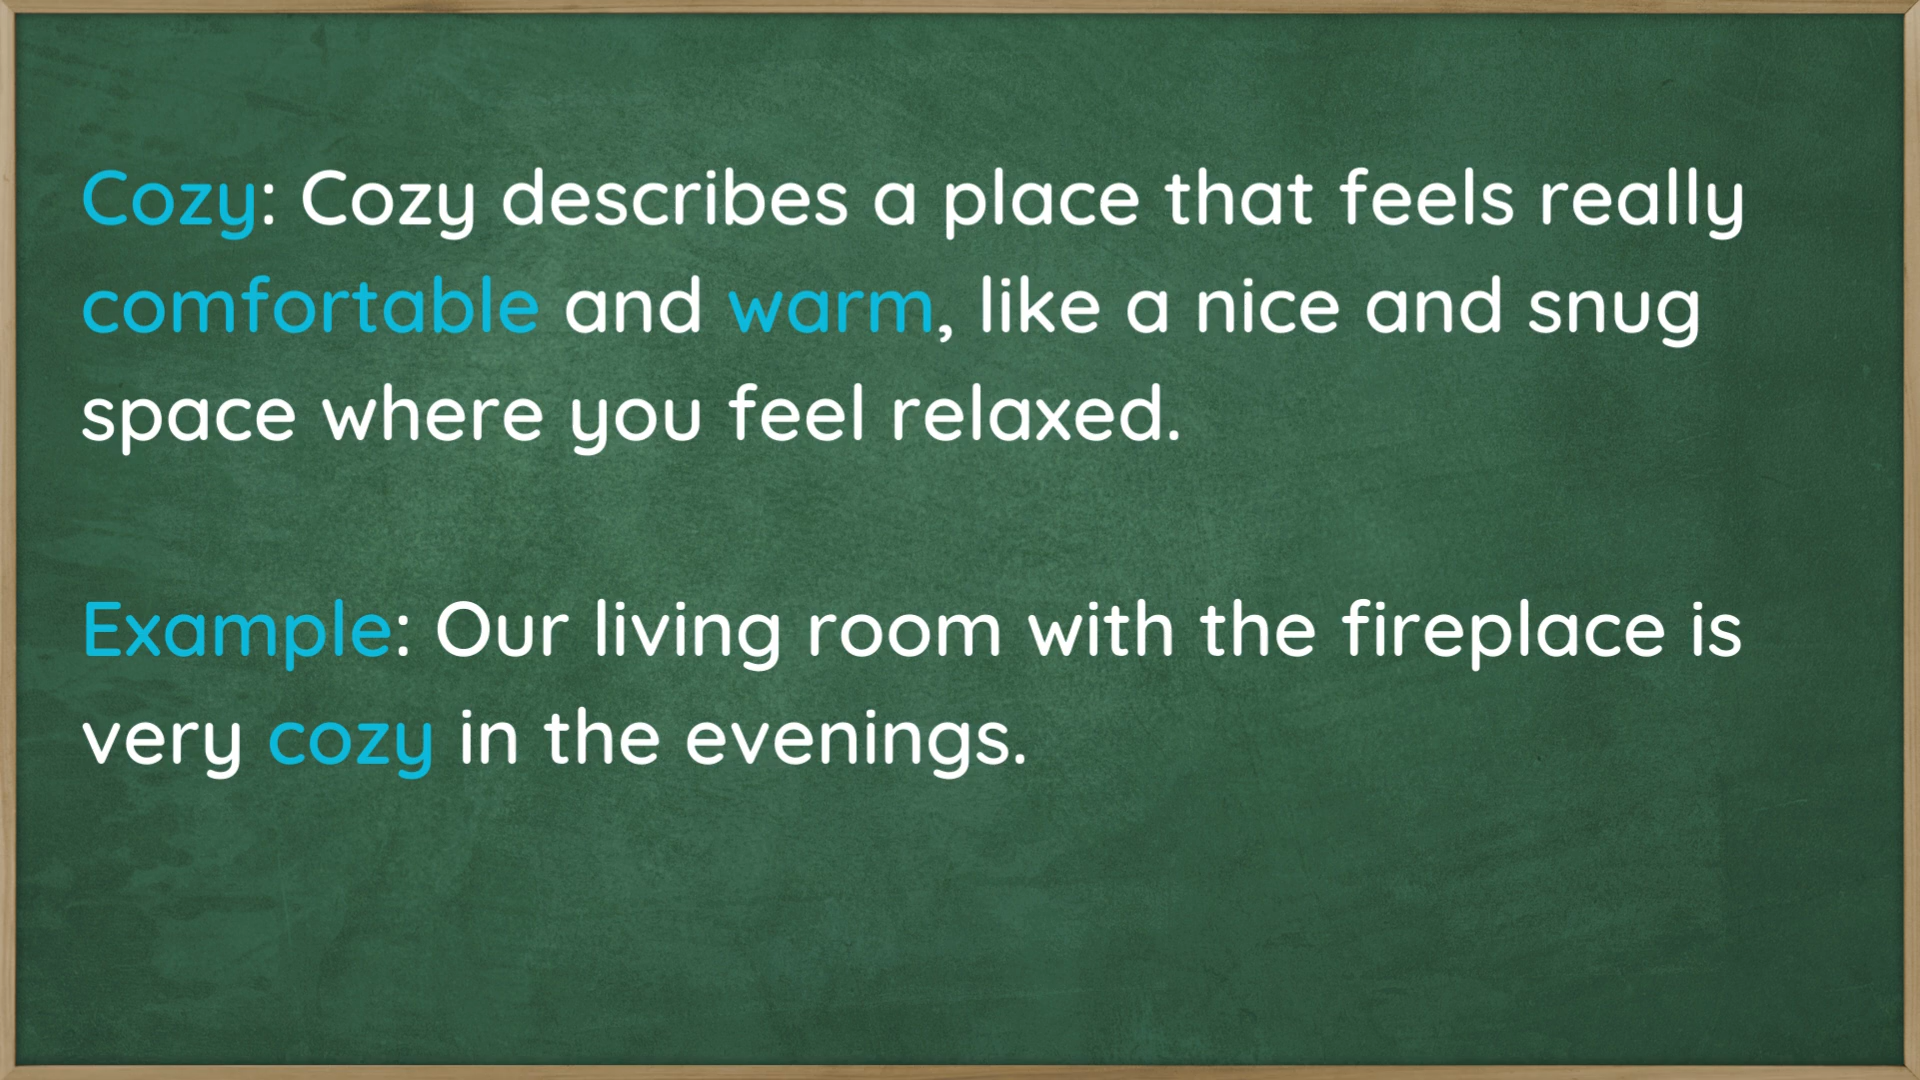 Cozy: Cozy describes a place that feels really
comfortable and warm, like a nice and snug
space where you feel relaxed.
Example: Our living room with the fireplace is
very cozy in the evenings.